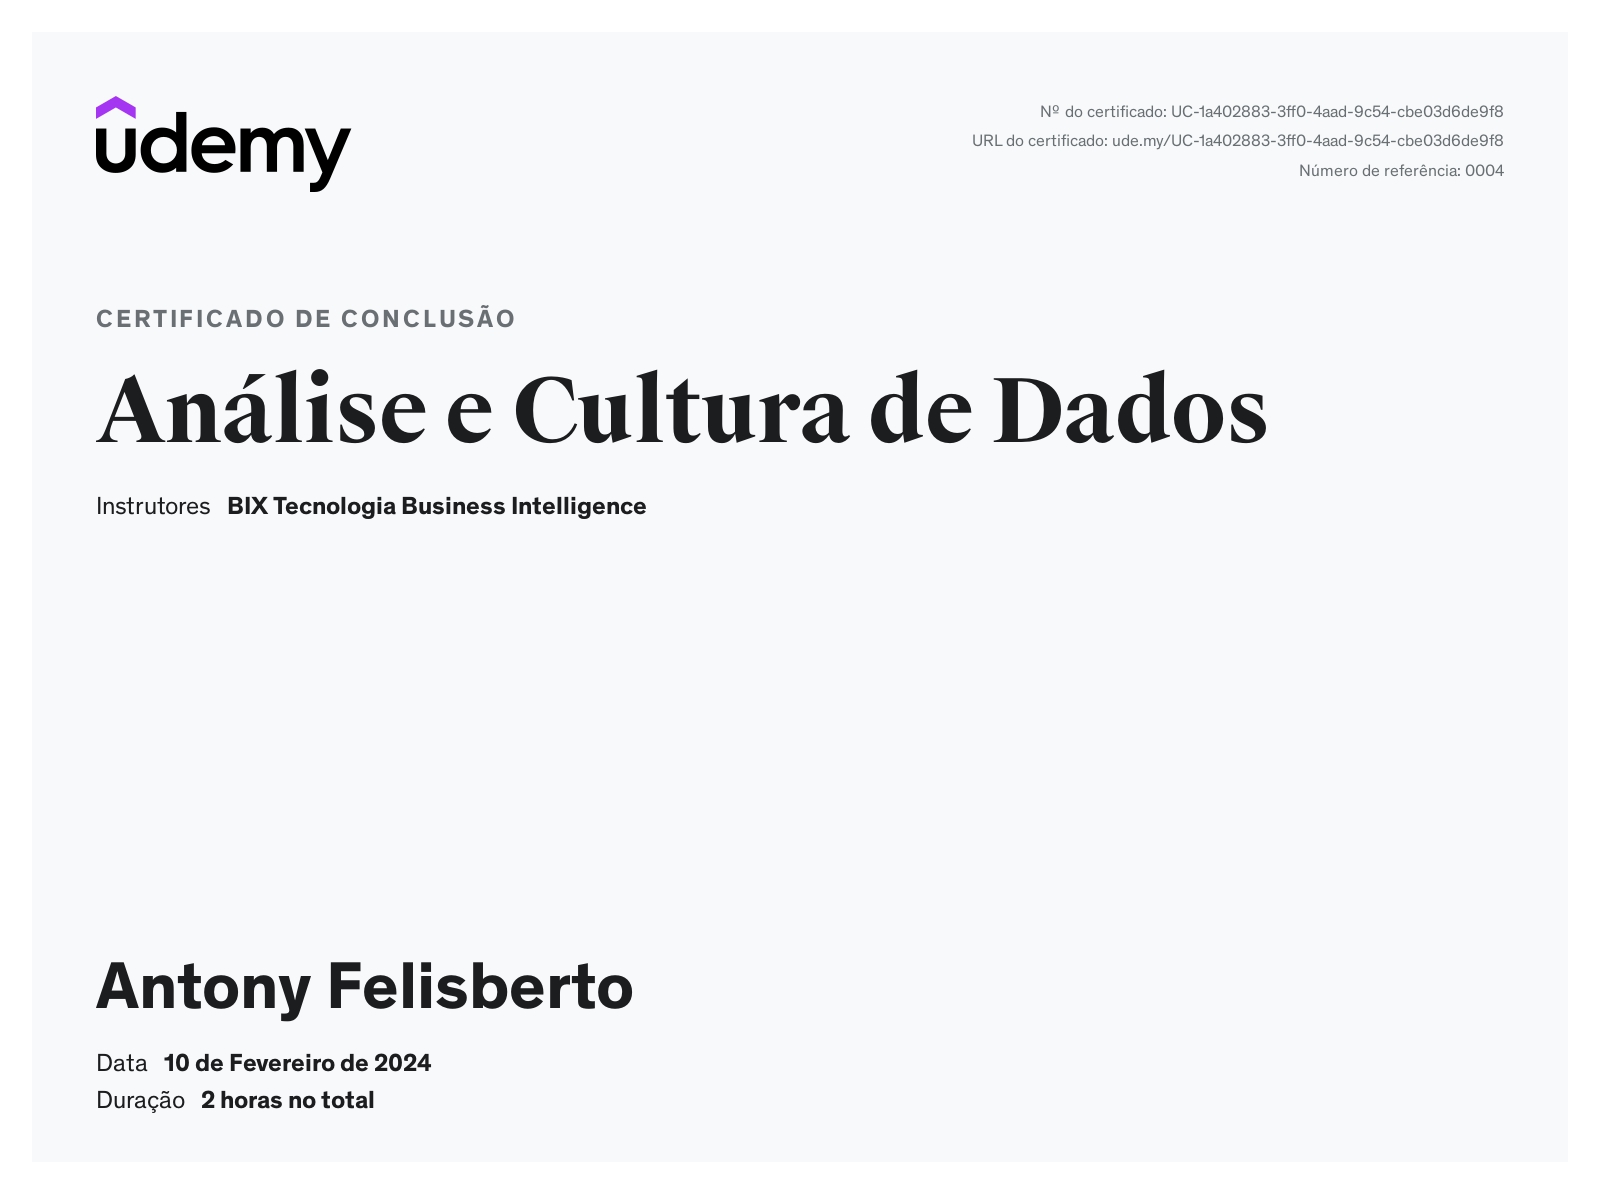 udemy
Nº do certificado: UC-1a402883-3ff0-4aad-9c54-cbe03d6de9f8
URL do certificado: ude.my/UC-1a402883-3ff0-4aad-9c54-cbe03d6de9f8
Número de referência: 0004
CERTIFICADO DE CONCLUSÃO
Análise e Cultura de Dados
Instrutores BIX Tecnologia Business Intelligence
Antony Felisberto
Data 10 de Fevereiro de 2024
Duração 2 horas no total